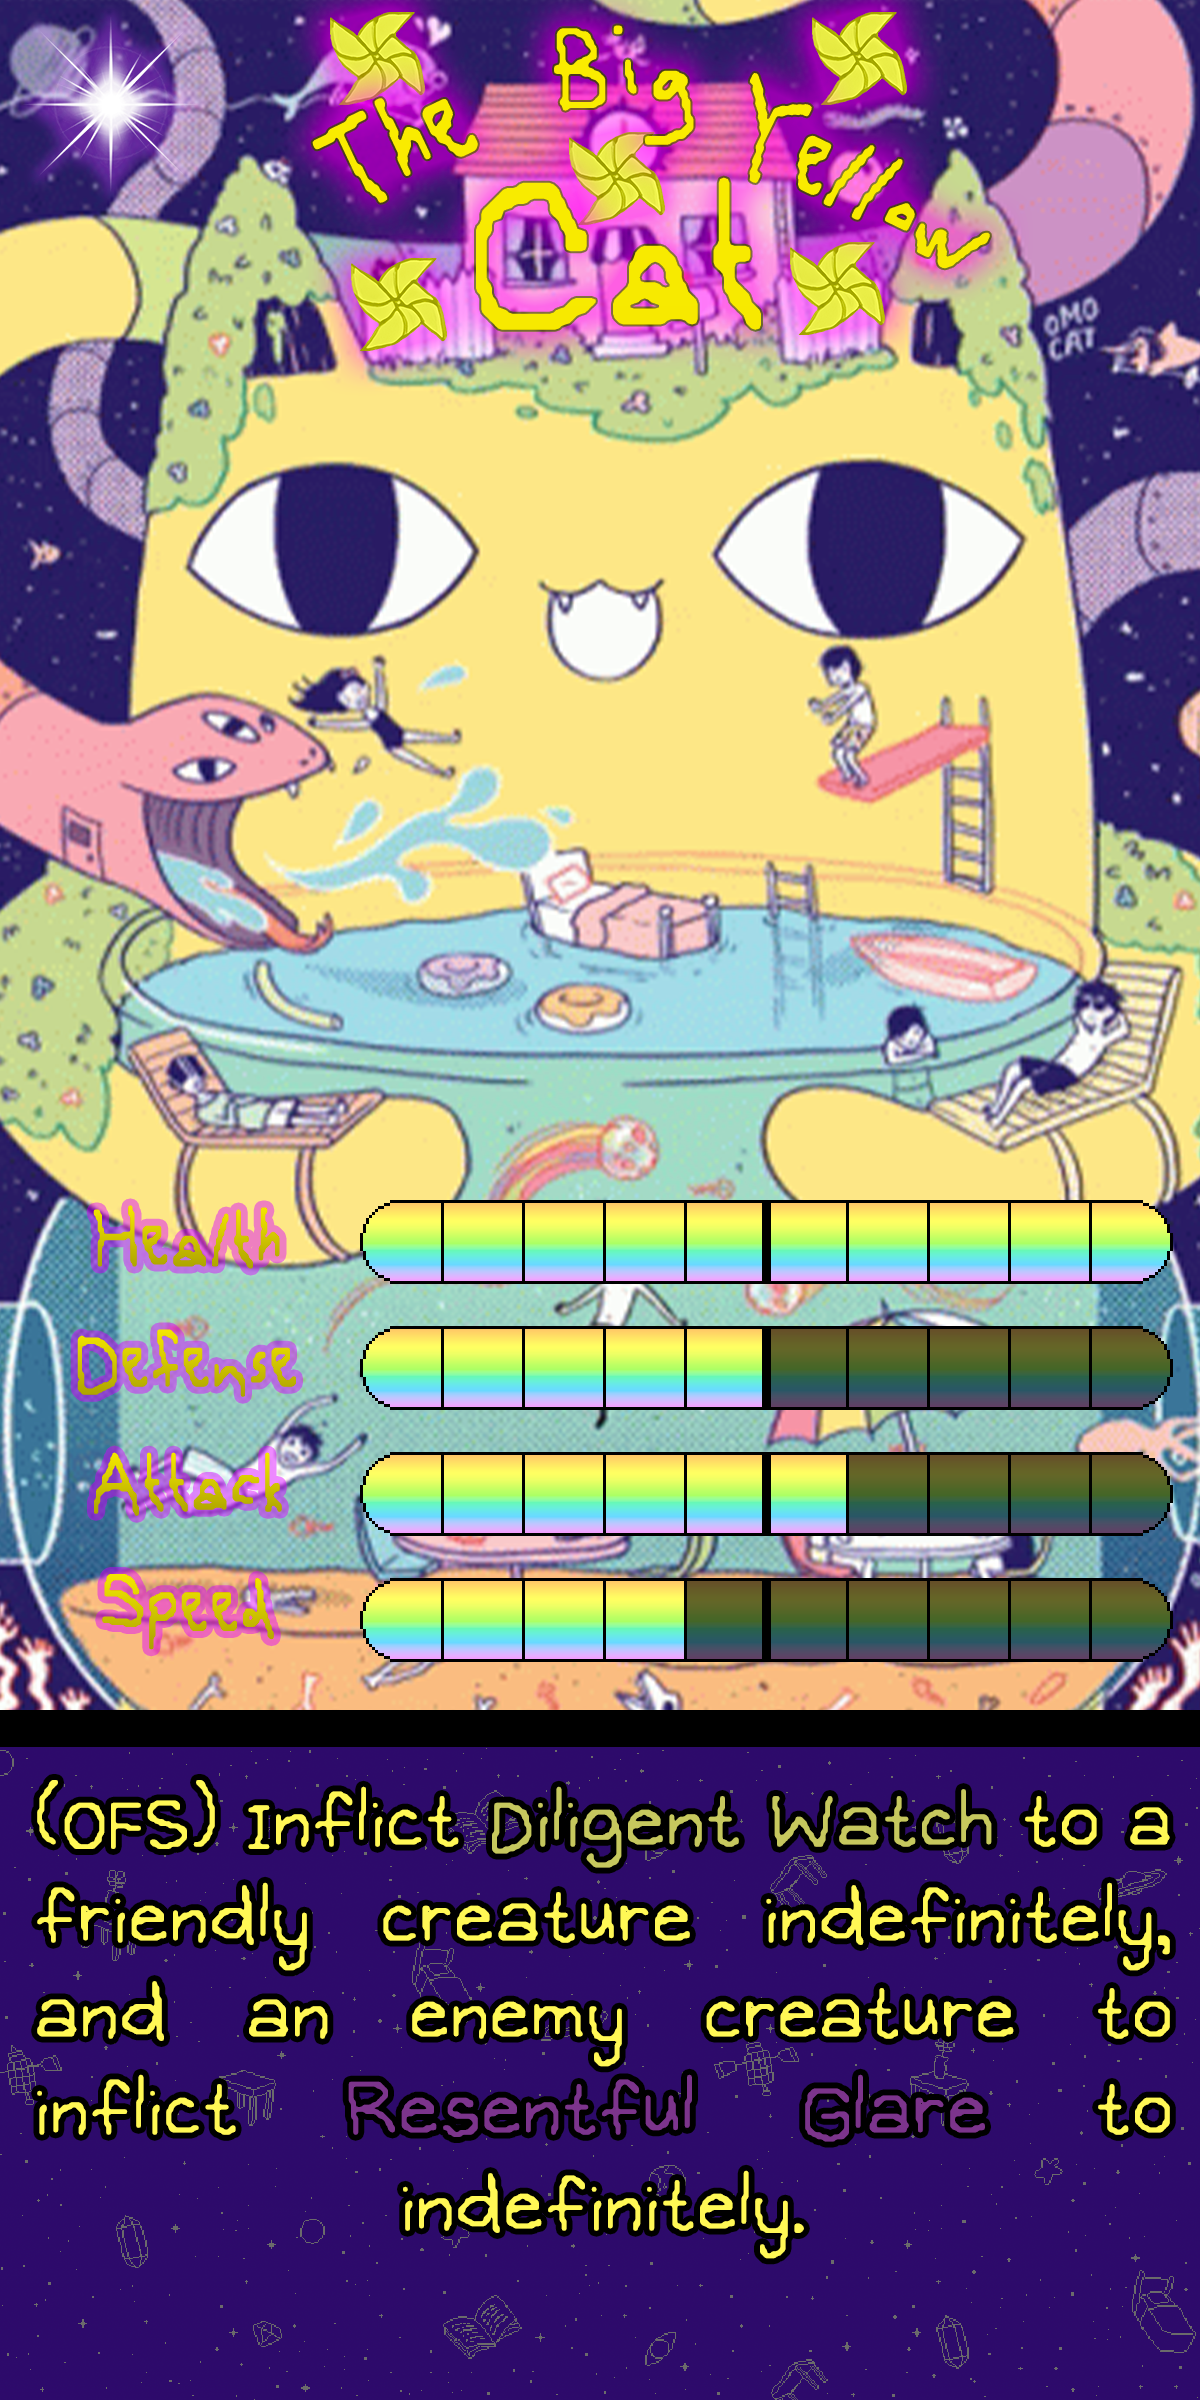 The Big Yellow
Cat
OMO
CAT
Health
Defense
Attack
Speed
(OFS) Inflict Diligent Watch to a
friendly creature indefinitely,
and an enemy creature to
inflict Resentful Glare to
indefinitely.